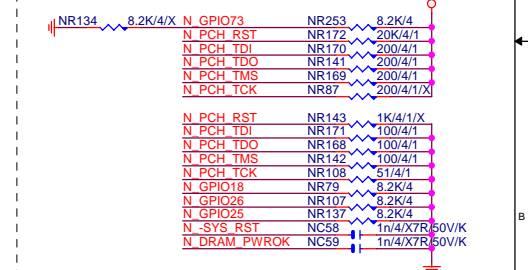 NR134 8.2K/4/X N_GPIO73 NR253 8.2K/4
N_PCH_RST NR172 20K/4/1
N_PCH_TDI NR170 200/4/1
N_PCH_TDO NR141 200/4/1
N_PCH_TMS NR169 200/4/1
N_PCH_TCK NR87 200/4/1/X
N_PCH_RST NR143 1K/4/1/X
N_PCH_TDI NR171 100/4/1
N_PCH_TDO NR168 100/4/1
N_PCH_TMS NR142 100/4/1
N_PCH_TCK NR108 51/4/1
N_GPIO18 NR79 8.2K/4
N_GPIO26 NR107 8.2K/4
N_GPIO25 NR137 8.2K/4
N_-SYS_RST NC58 1n/4/X7R/50V/K
N_DRAM_PWROK NC59 1n/4/X7R/50V/K
B